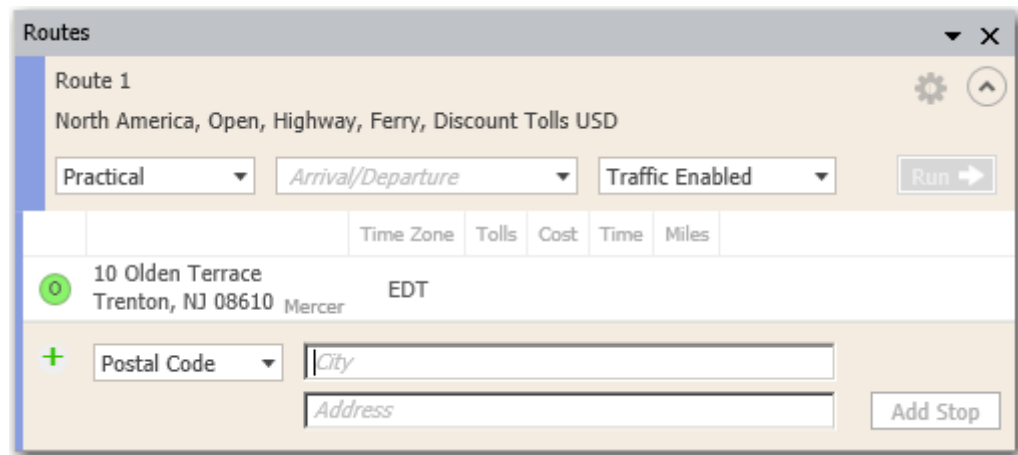 Routes
Route 1
North America, Open, Highway, Ferry, Discount Tolls USD
Practical Arrival/Departure Traffic Enabled Run
Time Zone Tolls Cost Time Miles
O 10 Olden Terrace
Trenton, NJ 08610 Mercer EDT
Postal Code City
Address Add Stop